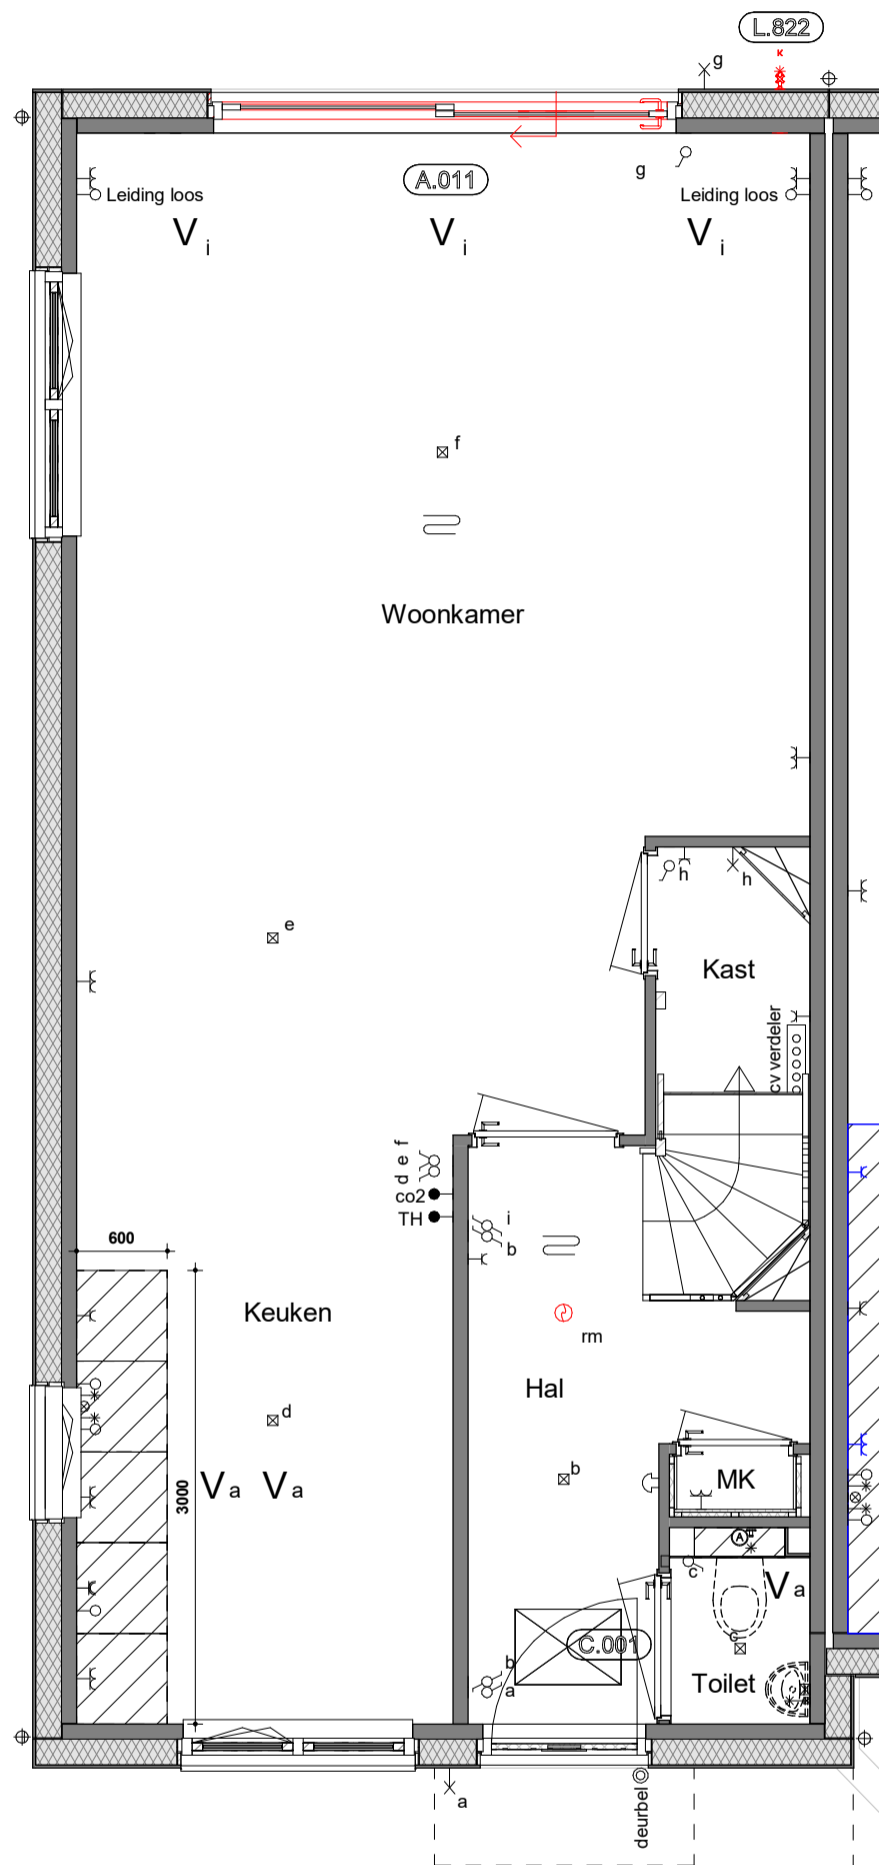 L.822
K
g
g
A.011
Leiding loos
Leiding loos
V i
V i
V i
f
Woonkamer
h
h
e
Kast
cv verdeler
d e f
co2
TH
i
b
600
Keuken
rm
Hal
d
b
MK
3000
V a
V a
A
c
V a
C.001
c
b
a
Toilet
a
deurbel